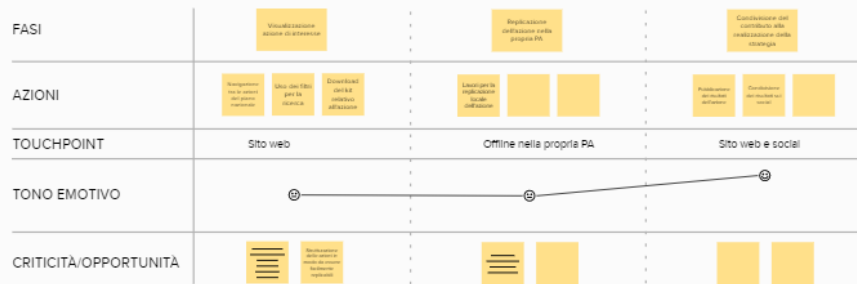 FASI
Visualizzazione
azione di interesse
Replicazione
dell'azione nella
propria PA
Condivisione del
contributo alla
realizzazione della
strategia
AZIONI
Navigazione
tra le azioni
del piano
nazionale
Uso dei filtri
per la
ricerca
Download
del kit
relativo
all'azione
Lavori per la
replicazione
locale
dell'azione
Pubblicazione
dei risultati
dell'azione
Condivisione
dei risultati sui
social
TOUCHPOINT
Sito web
Offline nella propria PA
Sito web e social
TONO EMOTIVO
CRITICITÀ/OPPORTUNITÀ
delle azioni in
modo da essere
facilmente
replicabili